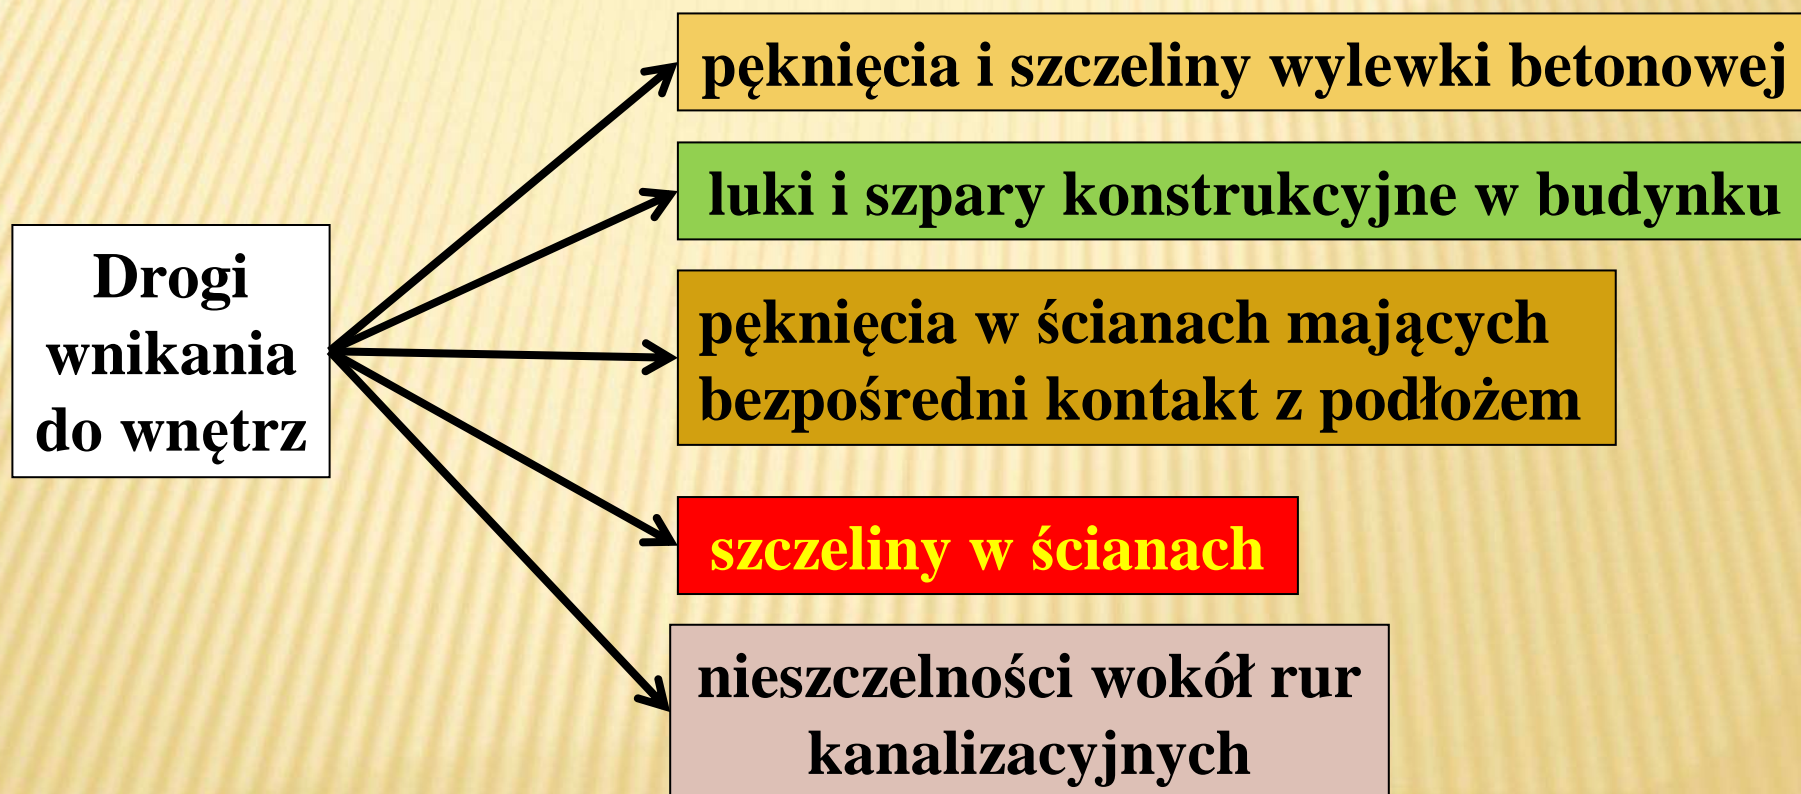 Drogi
wnikania
do wnętrz
pęknięcia i szczeliny wylewki betonowej
luki i szpary konstrukcyjne w budynku
pęknięcia w ścianach mających
bezpośredni kontakt z podłożem
szczeliny w ścianach
nieszczelności wokół rur
kanalizacyjnych